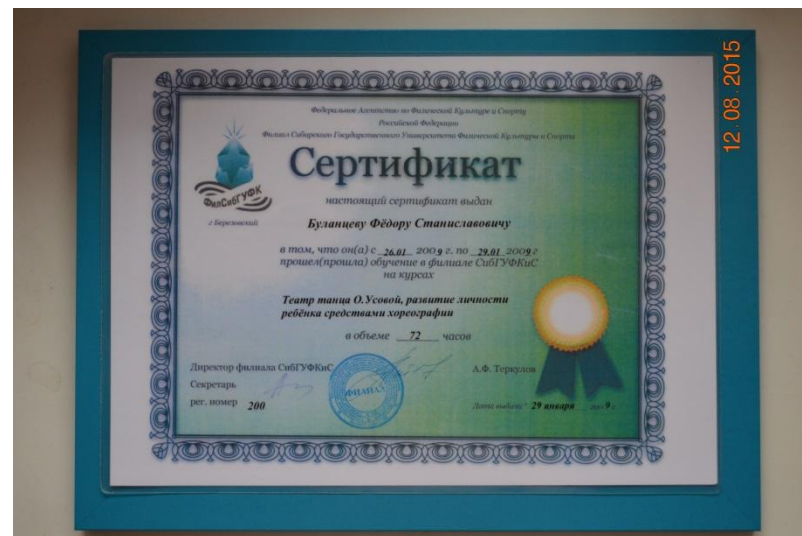 12.08.2015
Федеральное Агентство по Физической Культуре и Спорту
Российской Федерации
Филиал Сибирского Государственного Университета Физической Культуры и Спорта
Сертификат
ФилСибГУФК
г Березовский
настоящий сертификат выдан
Буланцеву Фёдору Станиславовичу
в том, что он(а) с 26.01 2009 г. по 29.01 2009 г
прошел(прошла) обучение в филиале СибГУФКиС
на курсах
Театр танца О.Усовой, развитие личности
ребёнка средствами хореографии
в объеме 72 часов
Директор филиала СибГУФКиС
А.Ф. Теркулов
Секретарь
ФИЛИАЛ
рег. номер 200
Дата выдачи 29 января 2009 г